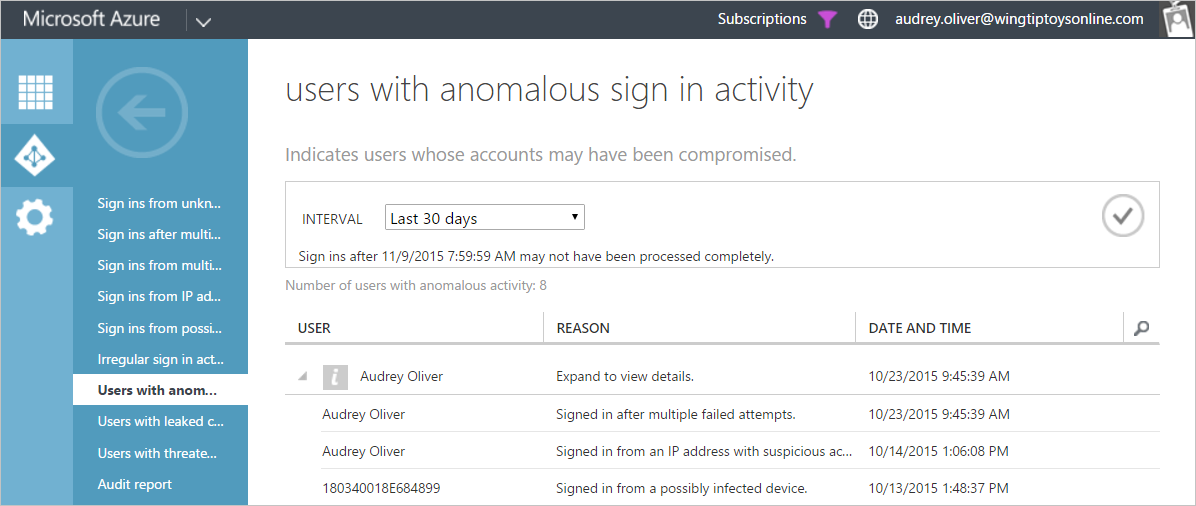 Microsoft Azure
Subscriptions audrey.oliver@wingtiptoysonline.com
Sign ins from unkn...
Sign ins after multi...
Sign ins from multi...
Sign ins from IP ad...
Sign ins from possi...
Irregular sign in act...
Users with anom...
Users with leaked c...
Users with threate...
Audit report
users with anomalous sign in activity
Indicates users whose accounts may have been compromised.
INTERVAL Last 30 days
Sign ins after 11/9/2015 7:59:59 AM may not have been processed completely.
Number of users with anomalous activity: 8
USER REASON DATE AND TIME
i Audrey Oliver Expand to view details. 10/23/2015 9:45:39 AM
Audrey Oliver Signed in after multiple failed attempts. 10/23/2015 9:45:39 AM
Audrey Oliver Signed in from an IP address with suspicious ac... 10/14/2015 1:06:08 PM
180340018E684899 Signed in from a possibly infected device. 10/13/2015 1:48:37 PM